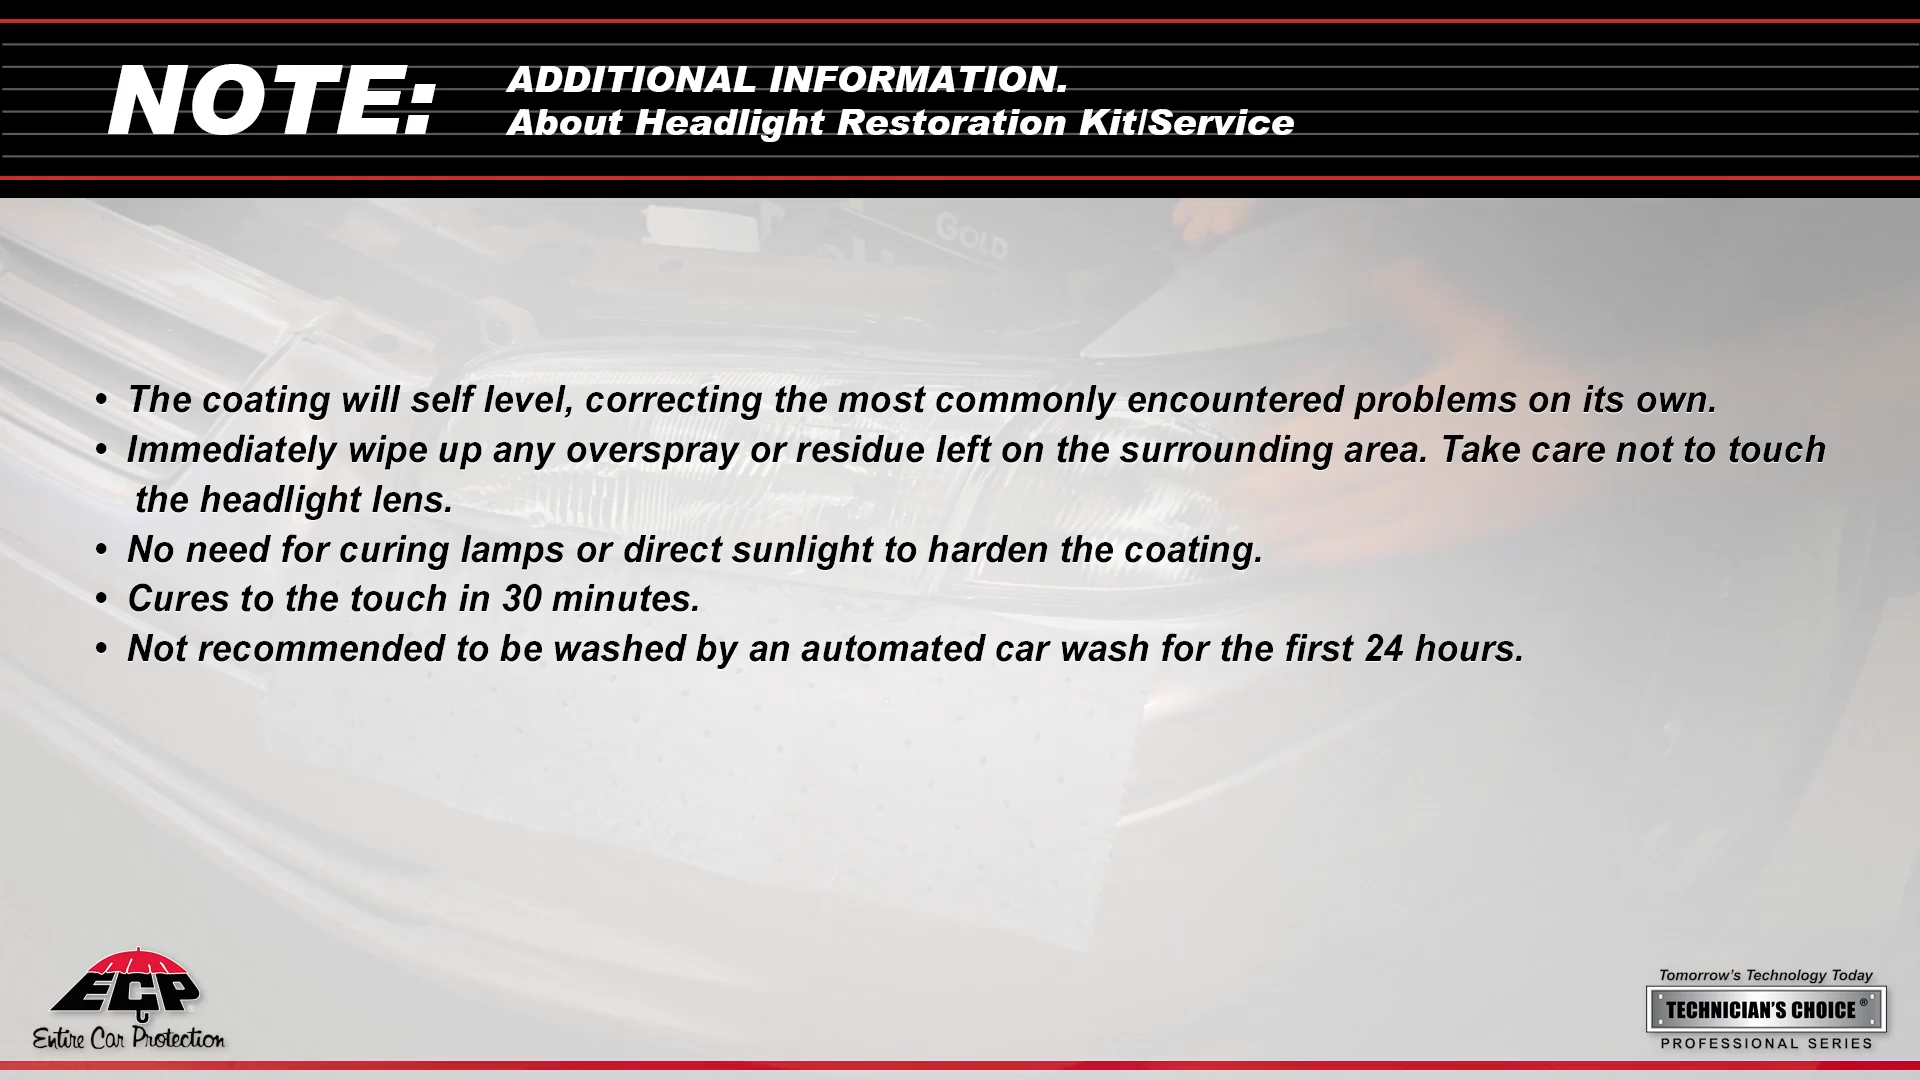 NOTE:
ADDITIONAL INFORMATION.
About Headlight Restoration Kit/Service
GOLD
• The coating will self level, correcting the most commonly encountered problems on its own.
• Immediately wipe up any overspray or residue left on the surrounding area. Take care not to touch
the headlight lens.
• No need for curing lamps or direct sunlight to harden the coating.
• Cures to the touch in 30 minutes.
• Not recommended to be washed by an automated car wash for the first 24 hours.
ECP®
Entire Car Protection
Tomorrow's Technology Today
TECHNICIAN'S CHOICE®
PROFESSIONAL SERIES